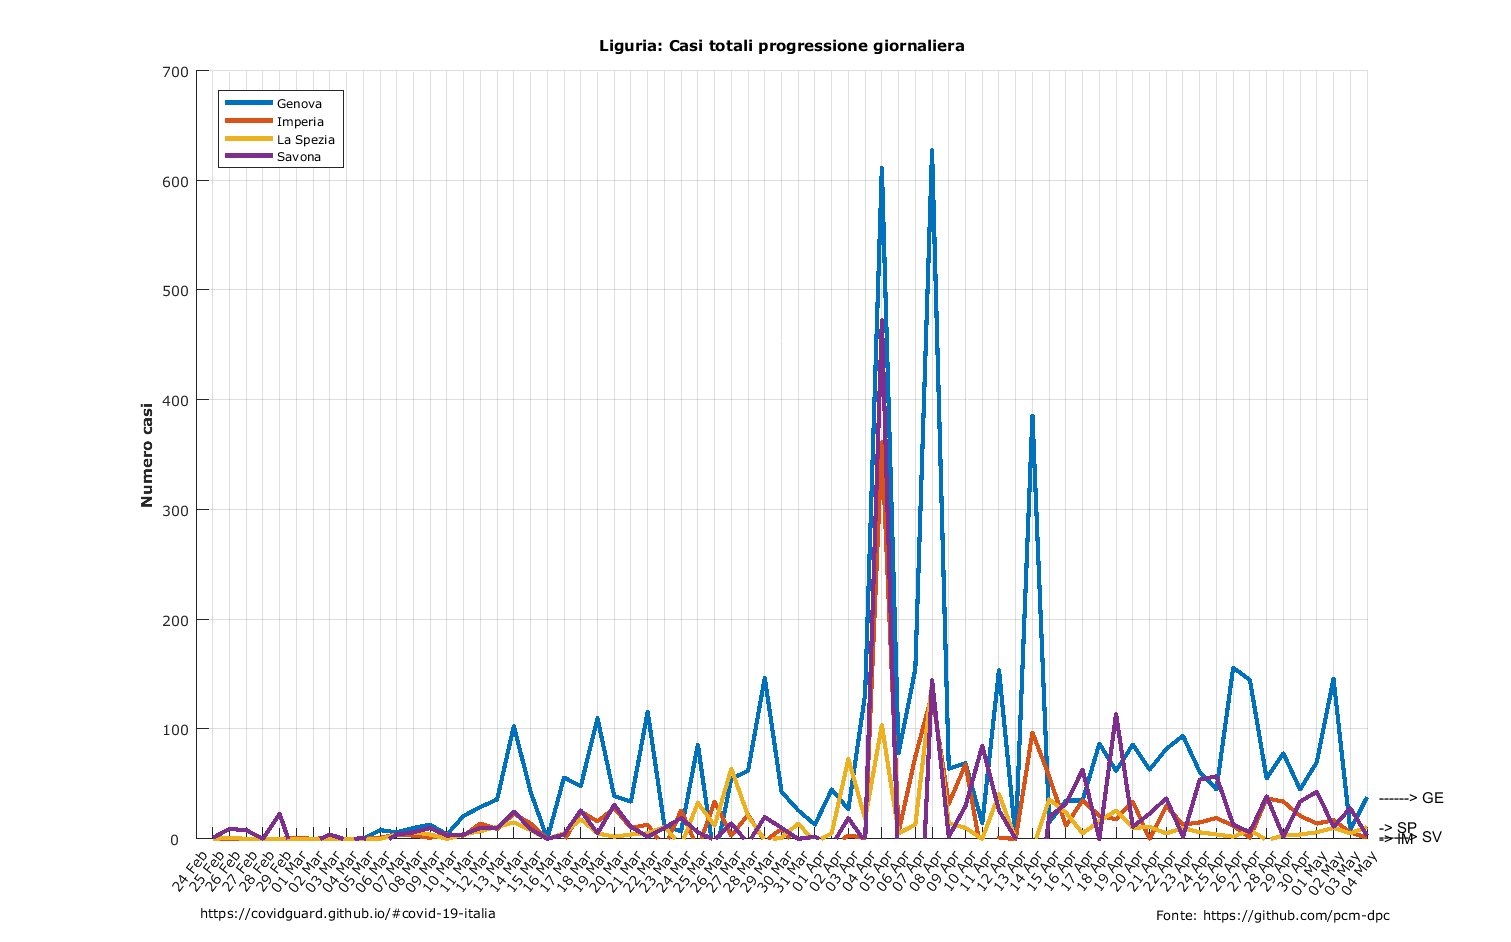 Liguria: Casi totali progressione giornaliera
700
600
500
400
300
200
100
0
Numero casi
Genova
Imperia
La Spezia
Savona
------> GE
-> SP
-> IM
---> SV
24 Feb
25 Feb
26 Feb
27 Feb
28 Feb
29 Feb
01 Mar
02 Mar
03 Mar
04 Mar
05 Mar
06 Mar
07 Mar
08 Mar
09 Mar
10 Mar
11 Mar
12 Mar
13 Mar
14 Mar
15 Mar
16 Mar
17 Mar
18 Mar
19 Mar
20 Mar
21 Mar
22 Mar
23 Mar
24 Mar
25 Mar
26 Mar
27 Mar
28 Mar
29 Mar
30 Mar
31 Mar
01 Apr
02 Apr
03 Apr
04 Apr
05 Apr
06 Apr
07 Apr
08 Apr
09 Apr
10 Apr
11 Apr
12 Apr
13 Apr
14 Apr
15 Apr
16 Apr
17 Apr
18 Apr
19 Apr
20 Apr
21 Apr
22 Apr
23 Apr
24 Apr
25 Apr
26 Apr
27 Apr
28 Apr
29 Apr
30 Apr
01 May
02 May
03 May
04 May
https://covidguard.github.io/#covid-19-italia
Fonte: https://github.com/pcm-dpc